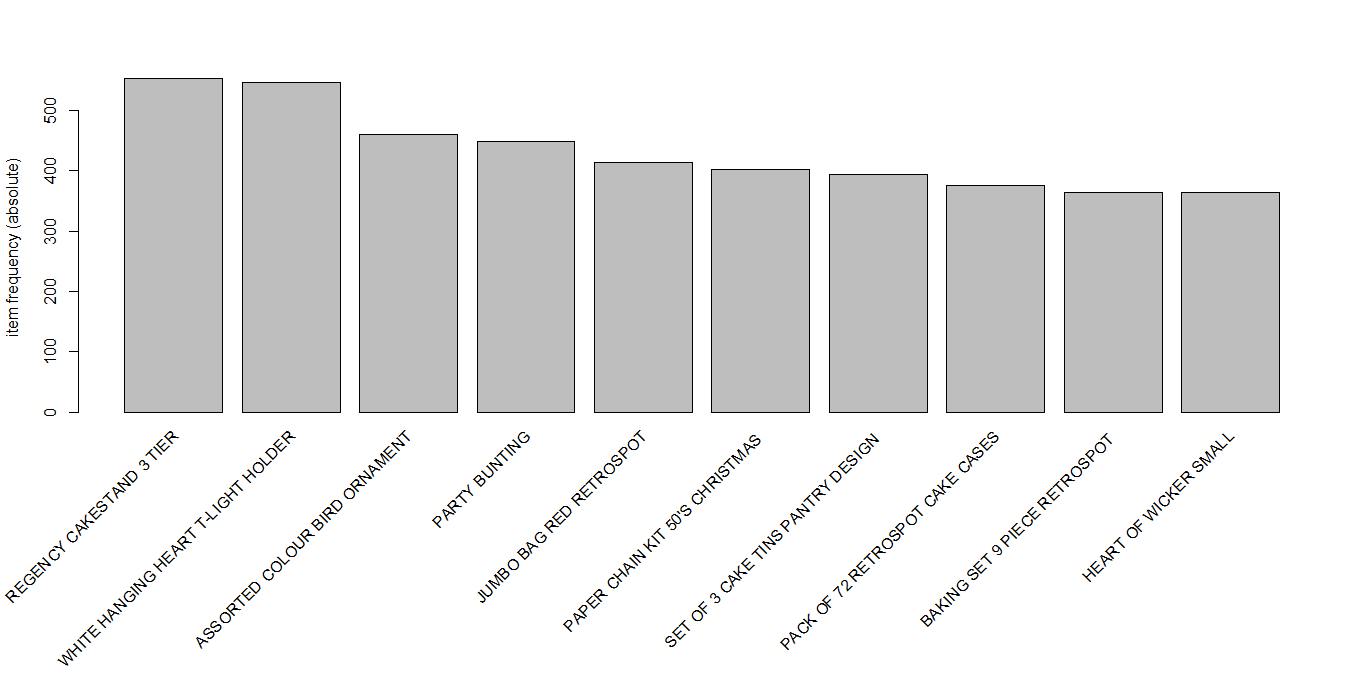 item frequency (absolute)
500
400
300
200
100
0
REGENCY CAKESTAND 3 TIER
WHITE HANGING HEART T-LIGHT HOLDER
ASSORTED COLOUR BIRD ORNAMENT
PARTY BUNTING
JUMBO BAG RED RETROSPOT
PAPER CHAIN KIT 50'S CHRISTMAS
SET OF 3 CAKE TINS PANTRY DESIGN
PACK OF 72 RETROSPOT CAKE CASES
BAKING SET 9 PIECE RETROSPOT
HEART OF WICKER SMALL